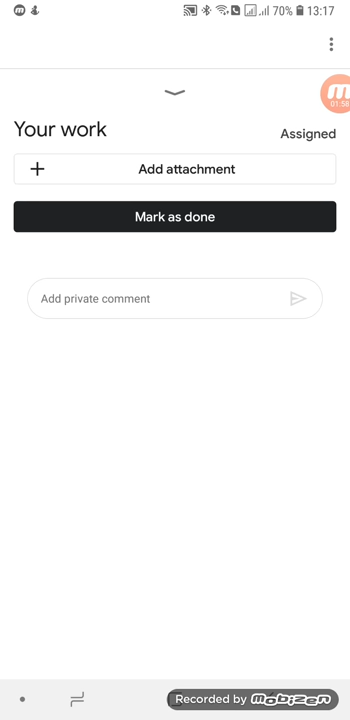 70% 13:17
01:58
Your work
Assigned
+ Add attachment
Mark as done
Add private comment
Recorded by mobizen